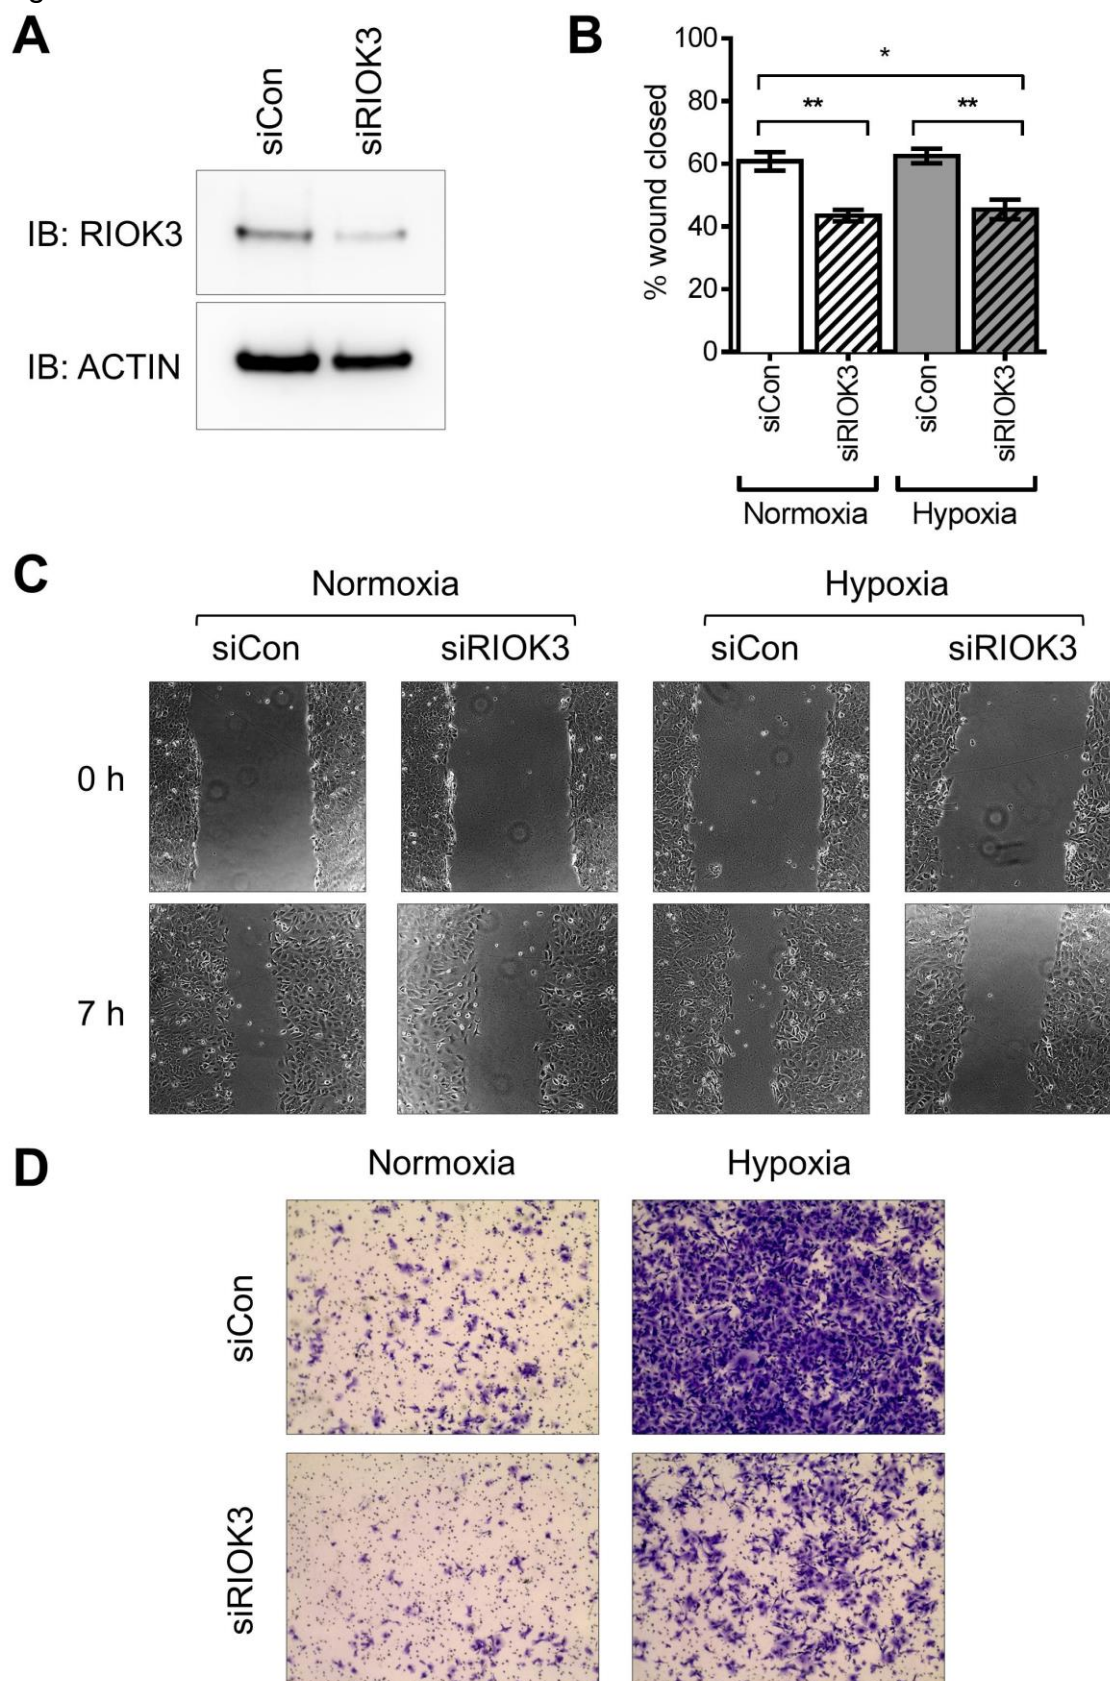 A
siCon
siRIOK3
IB: RIOK3
IB: ACTIN
B
% wound closed
100
80
60
40
20
0
*
**
**
siCon
siRIOK3
siCon
siRIOK3
Normoxia
Hypoxia
C
Normoxia
Hypoxia
siCon
siRIOK3
siCon
siRIOK3
0 h
7 h
D
Normoxia
Hypoxia
siCon
siRIOK3